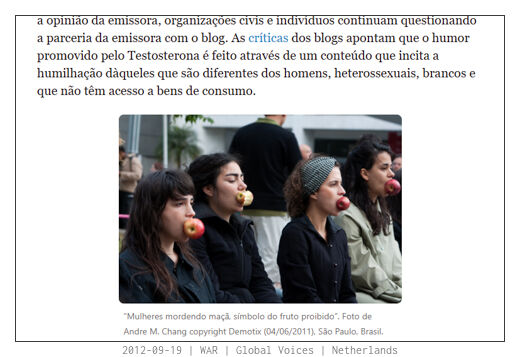 a opinião da emissora, organizações civis e indivíduos continuam questionando
a parceria da emissora com o blog. As críticas dos blogs apontam que o humor
promovido pelo Testosterona é feito através de um conteúdo que incita a
humilhação dàqueles que são diferentes dos homens, heterossexuais, brancos e
que não têm acesso a bens de consumo.
"Mulheres mordendo maçã, símbolo do fruto proibido". Foto de
Andre M. Chang copyright Demotix (04/06/2011), São Paulo, Brasil.
2012-09-19 | WAR | Global Voices | Netherlands